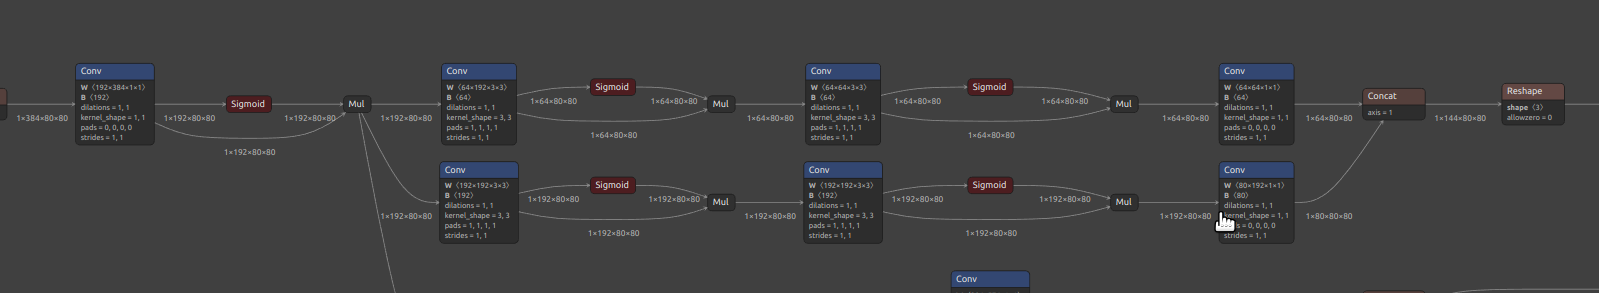 1×384×80×80
Conv
W ⟨192×384×1×1⟩
B ⟨192⟩
dilations = 1, 1
kernel_shape = 1, 1
pads = 0, 0, 0, 0
strides = 1, 1
1×192×80×80
Sigmoid
1×192×80×80
1×192×80×80
Mul
1×192×80×80
Conv
W ⟨64×192×3×3⟩
B ⟨64⟩
dilations = 1, 1
kernel_shape = 3, 3
pads = 1, 1, 1, 1
strides = 1, 1
1×64×80×80
Sigmoid
1×64×80×80
1×64×80×80
Mul
1×64×80×80
Conv
W ⟨64×64×3×3⟩
B ⟨64⟩
dilations = 1, 1
kernel_shape = 3, 3
pads = 1, 1, 1, 1
strides = 1, 1
1×64×80×80
Sigmoid
1×64×80×80
1×64×80×80
Mul
1×64×80×80
Conv
W ⟨64×64×1×1⟩
B ⟨64⟩
dilations = 1, 1
kernel_shape = 1, 1
pads = 0, 0, 0, 0
strides = 1, 1
1×64×80×80
Concat
axis = 1
1×144×80×80
Reshape
shape ⟨3⟩
allowzero = 0
1×192×80×80
Conv
W ⟨192×192×3×3⟩
B ⟨192⟩
dilations = 1, 1
kernel_shape = 3, 3
pads = 1, 1, 1, 1
strides = 1, 1
1×192×80×80
Sigmoid
1×192×80×80
1×192×80×80
Mul
1×192×80×80
Conv
W ⟨192×192×3×3⟩
B ⟨192⟩
dilations = 1, 1
kernel_shape = 3, 3
pads = 1, 1, 1, 1
strides = 1, 1
1×192×80×80
Sigmoid
1×192×80×80
1×192×80×80
Mul
1×192×80×80
Conv
W ⟨80×192×1×1⟩
B ⟨80⟩
dilations = 1, 1
kernel_shape = 1, 1
= 0, 0, 0, 0
strides = 1, 1
1×80×80×80
Conv